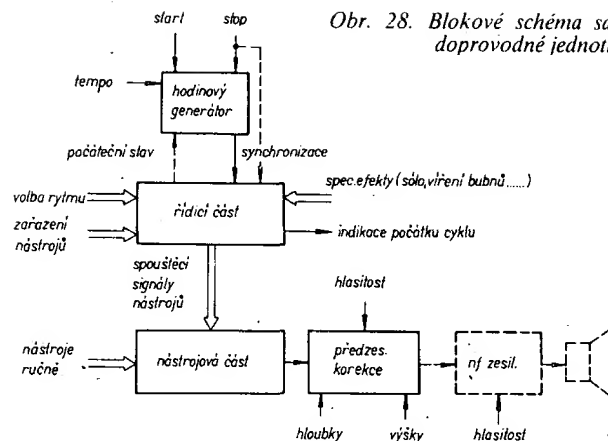 start
stop
Obr. 28. Blokové schéma
doprovodné
tempo
hodinový
generátor
počáteční stav
synchronizace
volba rytmu
řídicí část
spec.efekty (sólo, víření bubnů......)
zařazení
nástrojů
indikace počátku cyklu
spouštěcí
signály
nástrojů
hlasitost
nástroje
ručně
nástrojová část
předzes.
korekce
nf zesil.
hloubky
výšky
hlasitost